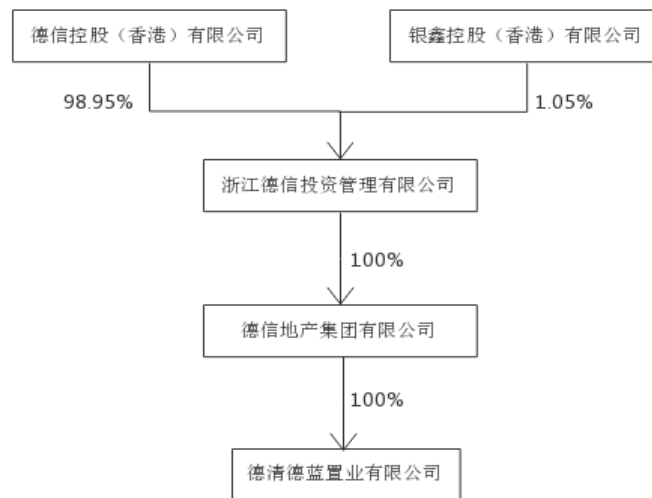 德信控股（香港）有限公司
银鑫控股（香港）有限公司
98.95%
1.05%
浙江德信投资管理有限公司
100%
德信地产集团有限公司
100%
德清德蓝置业有限公司